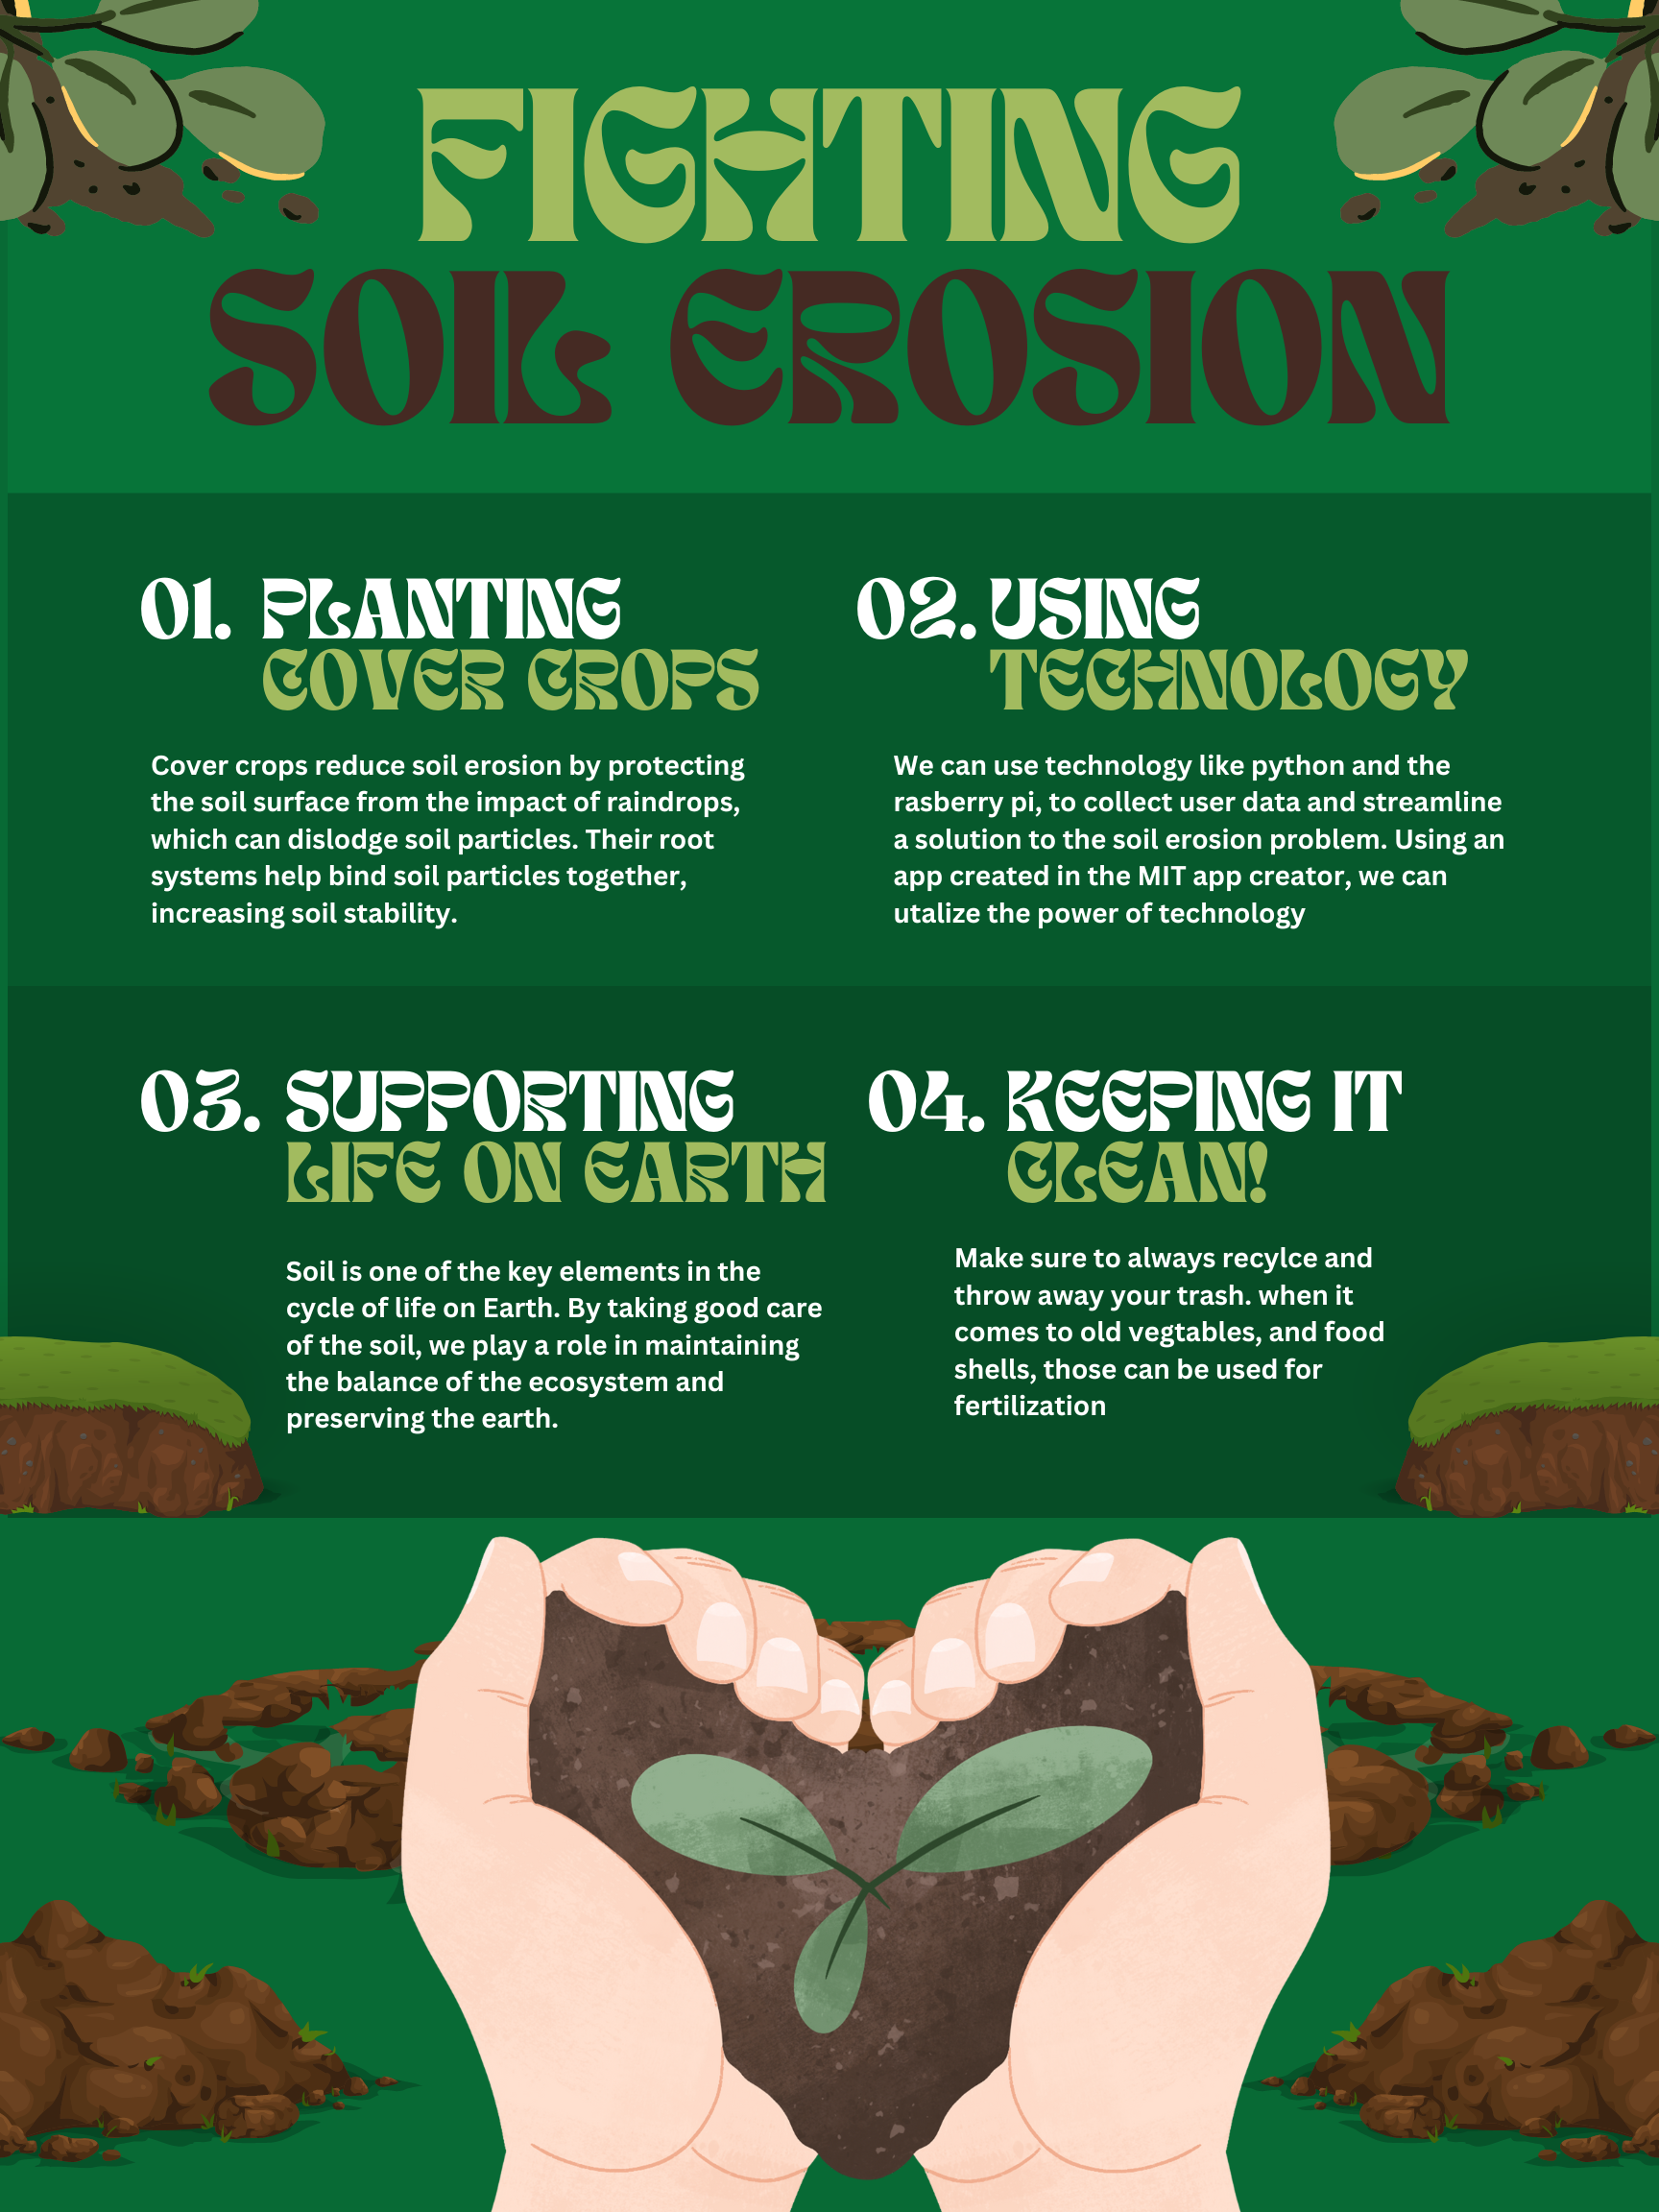 FIGHTING
SOIL EROSION
01. PLANTING
COVER CROPS
Cover crops reduce soil erosion by protecting
the soil surface from the impact of raindrops,
which can dislodge soil particles. Their root
systems help bind soil particles together,
increasing soil stability.
02. USING
TECHNOLOGY
We can use technology like python and the
rasberry pi, to collect user data and streamline
a solution to the soil erosion problem. Using an
app created in the MIT app creator, we can
utalize the power of technology
03. SUPPORTING
LIFE ON EARTH
Soil is one of the key elements in the
cycle of life on Earth. By taking good care
of the soil, we play a role in maintaining
the balance of the ecosystem and
preserving the earth.
04. KEEPING IT
CLEAN!
Make sure to always recylce and
throw away your trash. when it
comes to old vegtables, and food
shells, those can be used for
fertilization